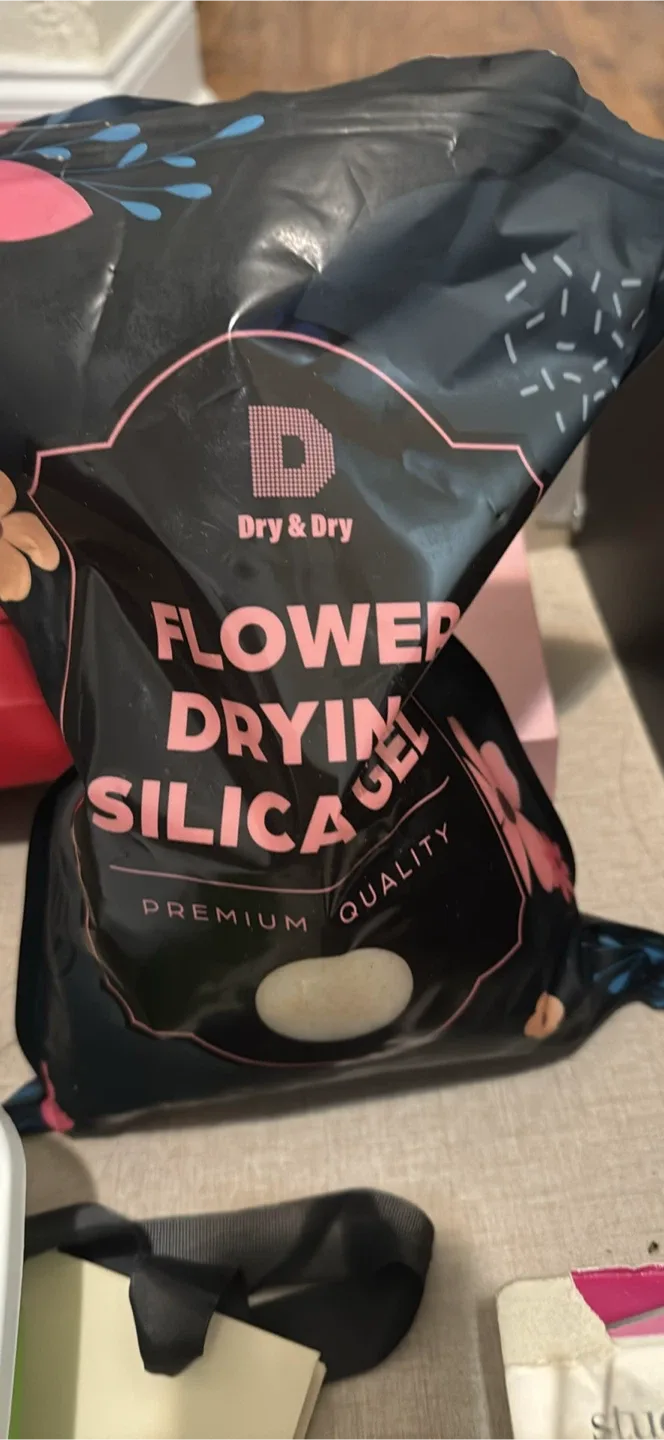 D
Dry & Dry
FLOWER
DRYIN
SILICA GEL
PREMIUM QUALITY